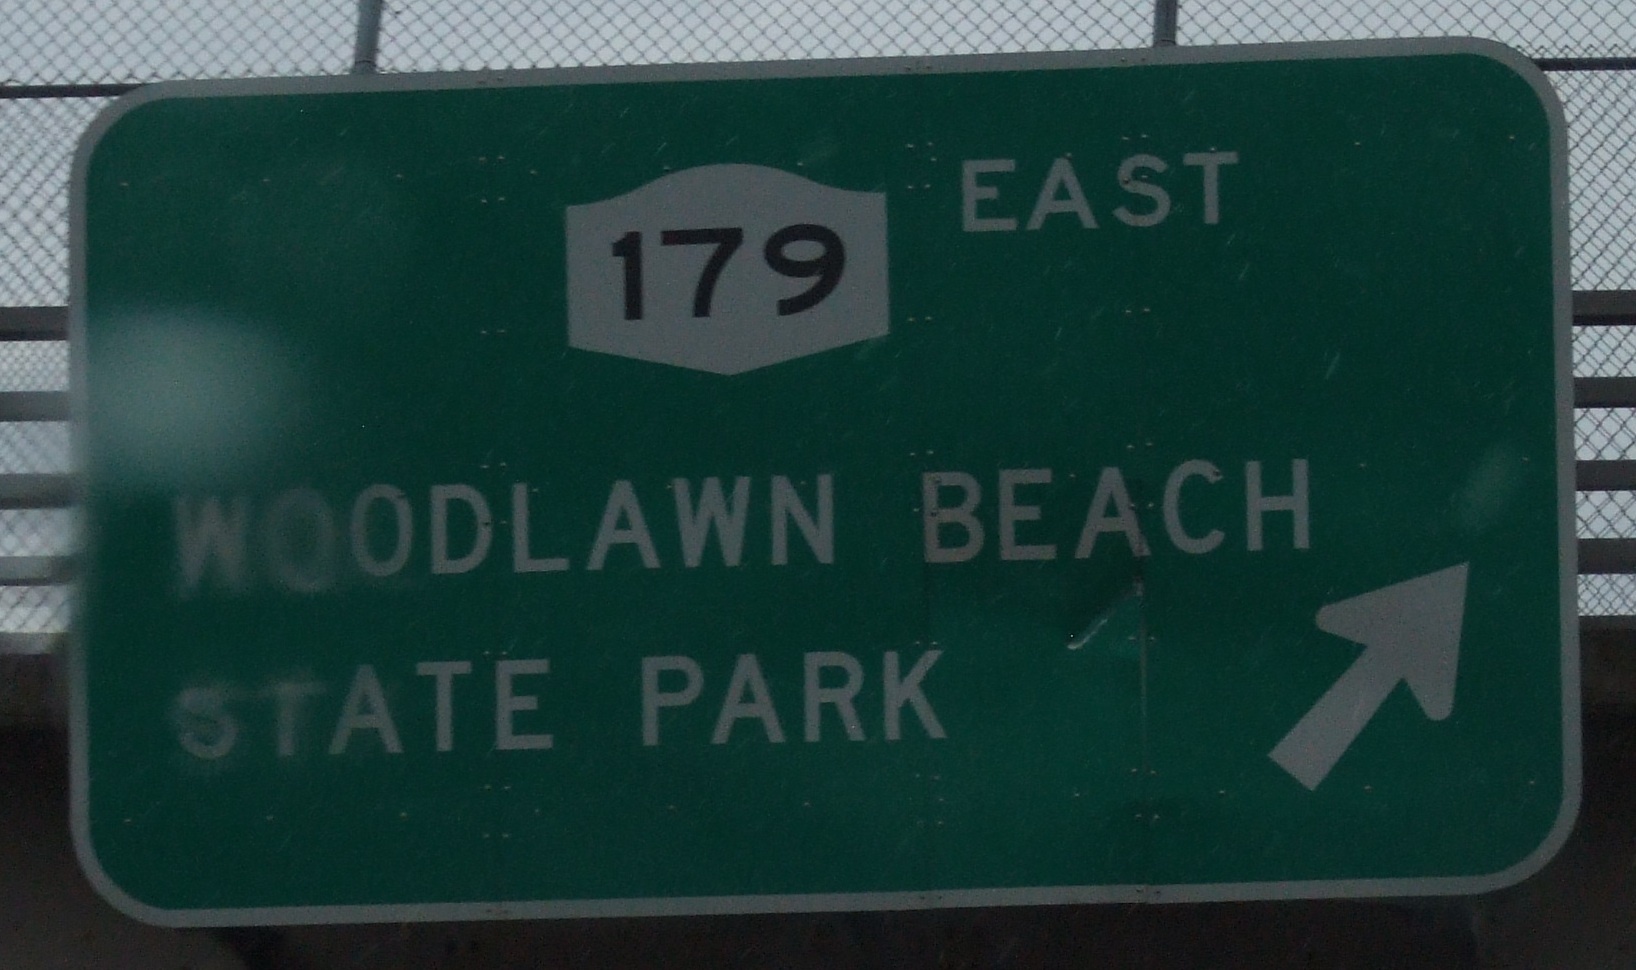 179 EAST
WOODLAWN BEACH
STATE PARK